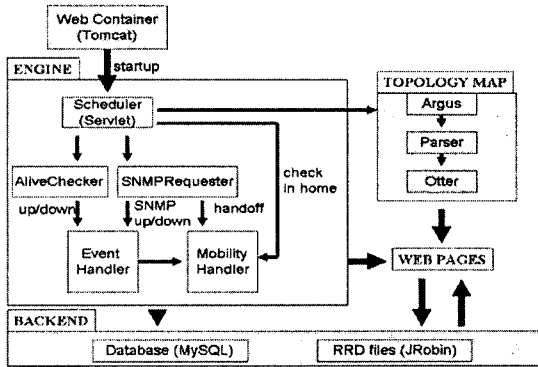 Web Container
(Tomcat)
startup
ENGINE
TOPOLOGY MAP
Scheduler
(Servlet)
Argus
Parser
Otter
check
in home
AliveChecker
SNMPRequester
up/down
SNMP
up/down
handoff
Event
Handler
Mobility
Handler
WEB PAGES
BACKEND
Database (MySQL)
RRD files (JRobin)